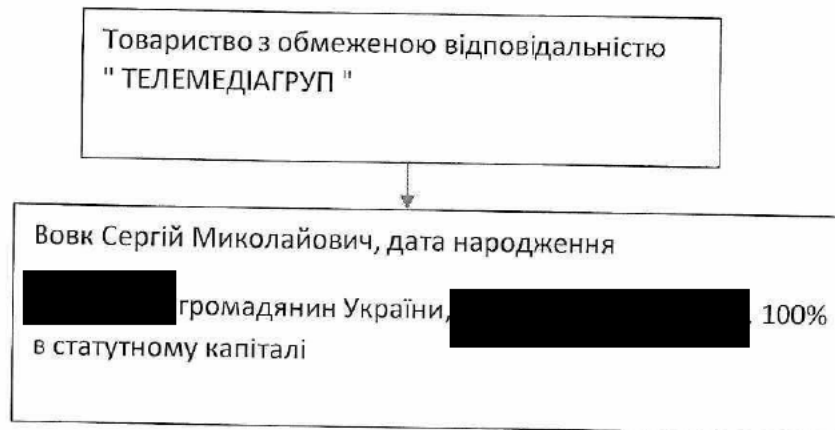 Товариство з обмеженою відповідальністю
" ТЕЛЕМЕДІАГРУП "
Вовк Сергій Миколайович, дата народження
громадянин України, , 100%
в статутному капіталі